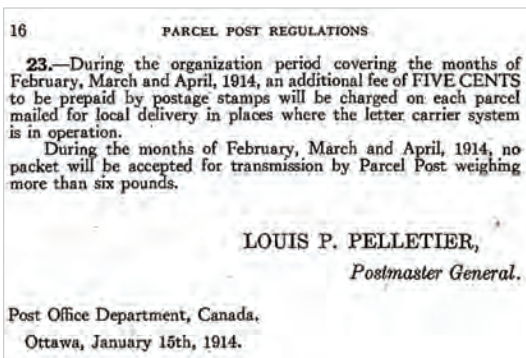 16 PARCEL POST REGULATIONS
23.—During the organization period covering the months of
February, March and April, 1914, an additional fee of FIVE CENTS
to be prepaid by postage stamps will be charged on each parcel
mailed for local delivery in places where the letter carrier system
is in operation.
During the months of February, March and April, 1914, no
packet will be accepted for transmission by Parcel Post weighing
more than six pounds.
LOUIS P. PELLETIER,
Postmaster General.
Post Office Department, Canada.
Ottawa, January 15th, 1914.